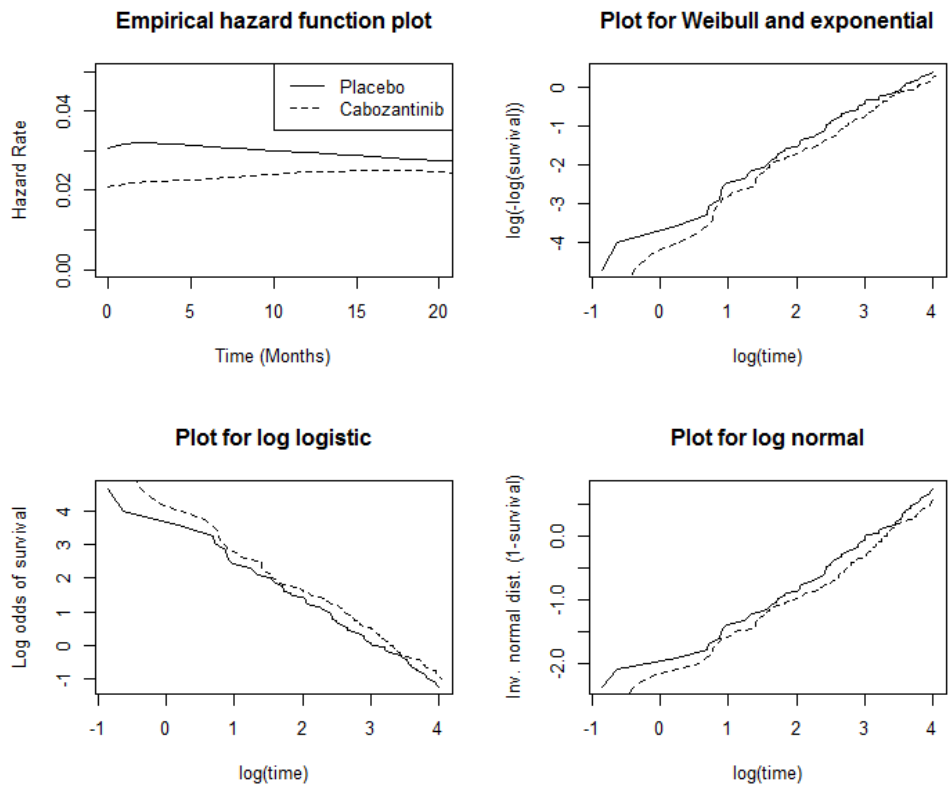 Empirical hazard function plot
Hazard Rate
0.04
0.02
0.00
Placebo
Cabozantinib
0
5
10
15
20
Time (Months)
Plot for Weibull and exponential
log(-log(survival))
0
-1
-2
-3
-4
-1
0
1
2
3
4
log(time)
Plot for log logistic
Log odds of survival
4
3
2
1
0
-1
-1
0
1
2
3
4
log(time)
Plot for log normal
Inv. normal dist. (1-survival)
0.0
-1.0
-2.0
-1
0
1
2
3
4
log(time)